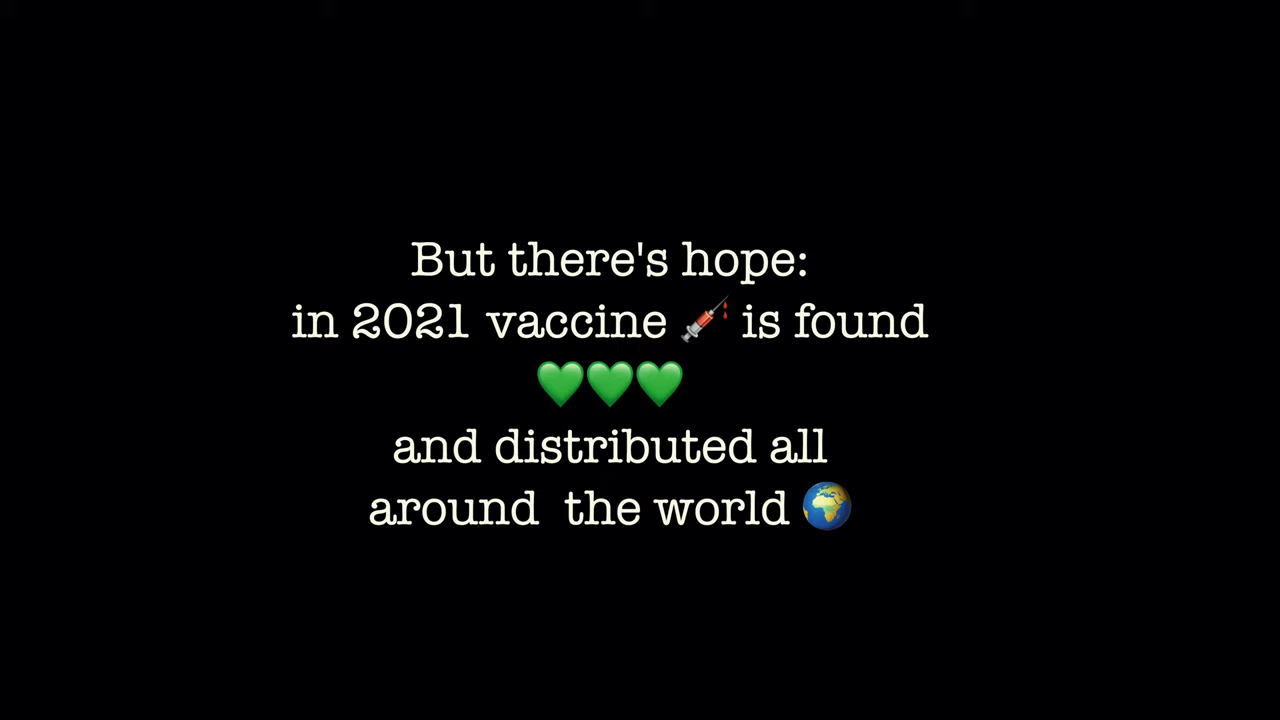 But there's hope:
in 2021 vaccine 💉 is found
💚💚💚
and distributed all
around  the world 🌍